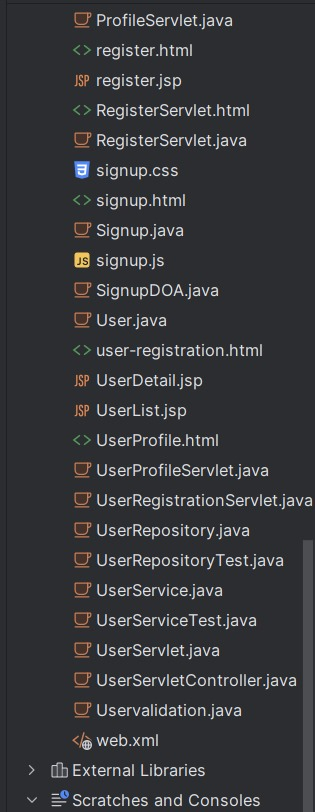 ProfileServlet.java
<> register.html
JSP register.jsp
<> RegisterServlet.html
RegisterServlet.java
signup.css
<> signup.html
Signup.java
JS signup.js
SignupDOA.java
User.java
<> user-registration.html
JSP UserDetail.jsp
JSP UserList.jsp
<> UserProfile.html
UserProfileServlet.java
UserRegistrationServlet.java
UserRepository.java
UserRepositoryTest.java
UserService.java
UserServiceTest.java
UserServlet.java
UserServletController.java
Uservalidation.java
</> web.xml
External Libraries
Scratches and Consoles